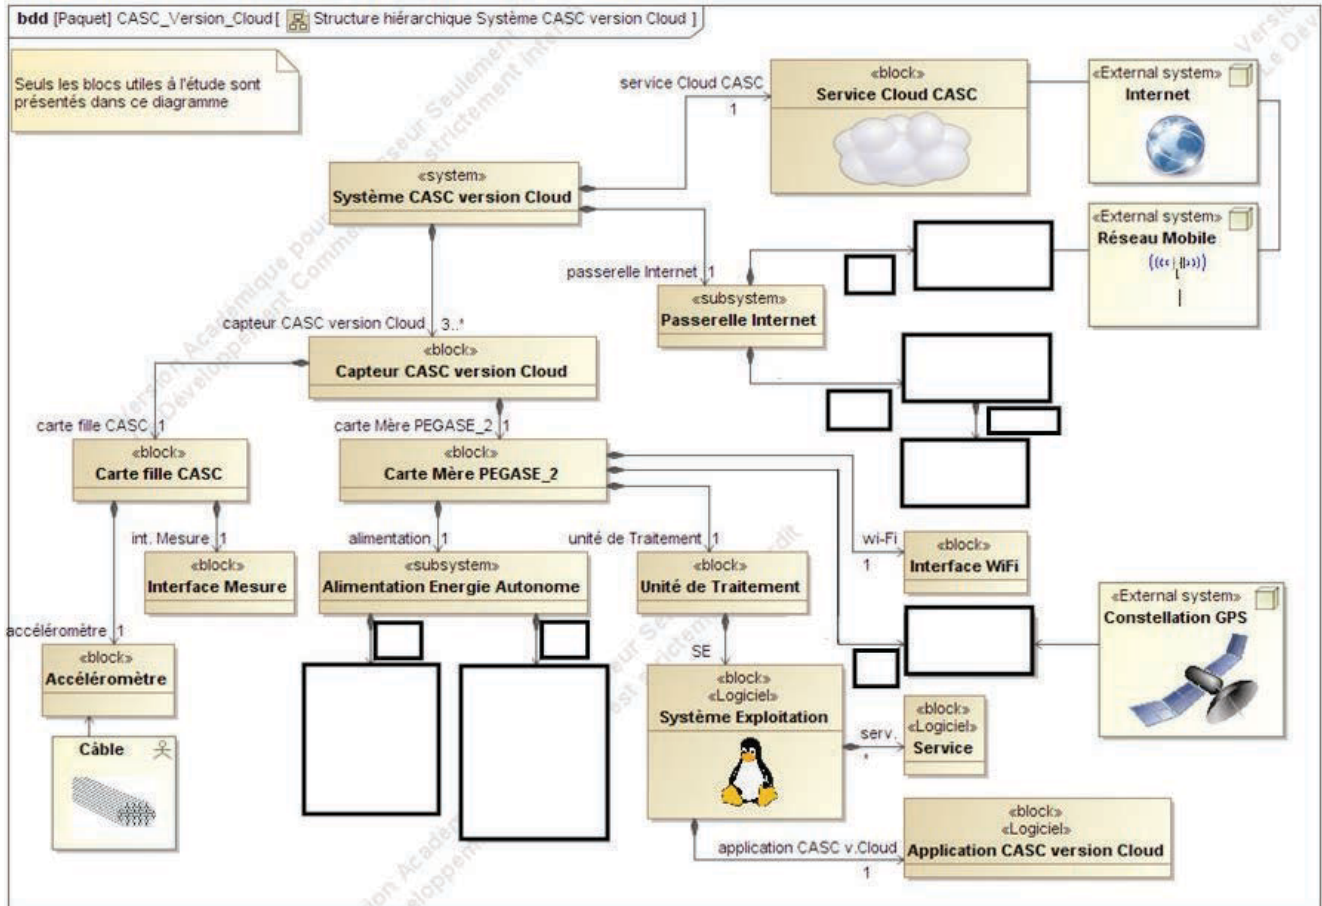 bdd [Paquet] CASC_Version_Cloud[ Structure hiérarchique Système CASC version Cloud ]
Seuls les blocs utiles à l'étude sont
présentés dans ce diagramme
service Cloud CASC
1
«block»
Service Cloud CASC
«External system»
Internet
«system»
Système CASC version Cloud
«External system»
Réseau Mobile
passerelle Internet 1
«subsystem»
Passerelle Internet
capteur CASC version Cloud 3..*
«block»
Capteur CASC version Cloud
carte fille CASC 1
carte Mère PEGASE_2 1
«block»
Carte fille CASC
«block»
Carte Mère PEGASE_2
int. Mesure 1
alimentation 1
unité de Traitement 1
wi-Fi
1
«block»
Interface WiFi
«block»
Interface Mesure
«subsystem»
Alimentation Energie Autonome
«block»
Unité de Traitement
«External system»
Constellation GPS
accéléromètre 1
«block»
Accéléromètre
SE
«block»
«Logiciel»
Système Exploitation
serv.
*
«block»
«Logiciel»
Service
Câble
application CASC v.Cloud
1
«block»
«Logiciel»
Application CASC version Cloud